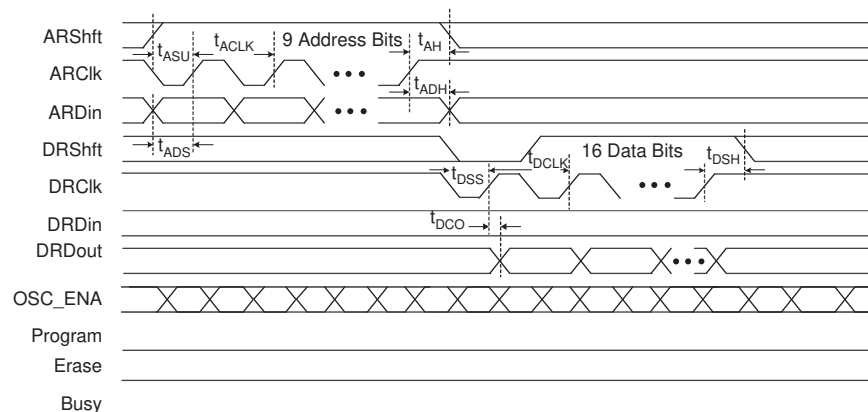 ARShft
9 Address Bits
tASU
tACLK
tAH
ARClk
tADH
ARDin
tADS
DRShft
16 Data Bits
tDCLK
tDSS
tDSH
DRClk
DRDin
tDCO
DRDout
OSC_ENA
Program
Erase
Busy